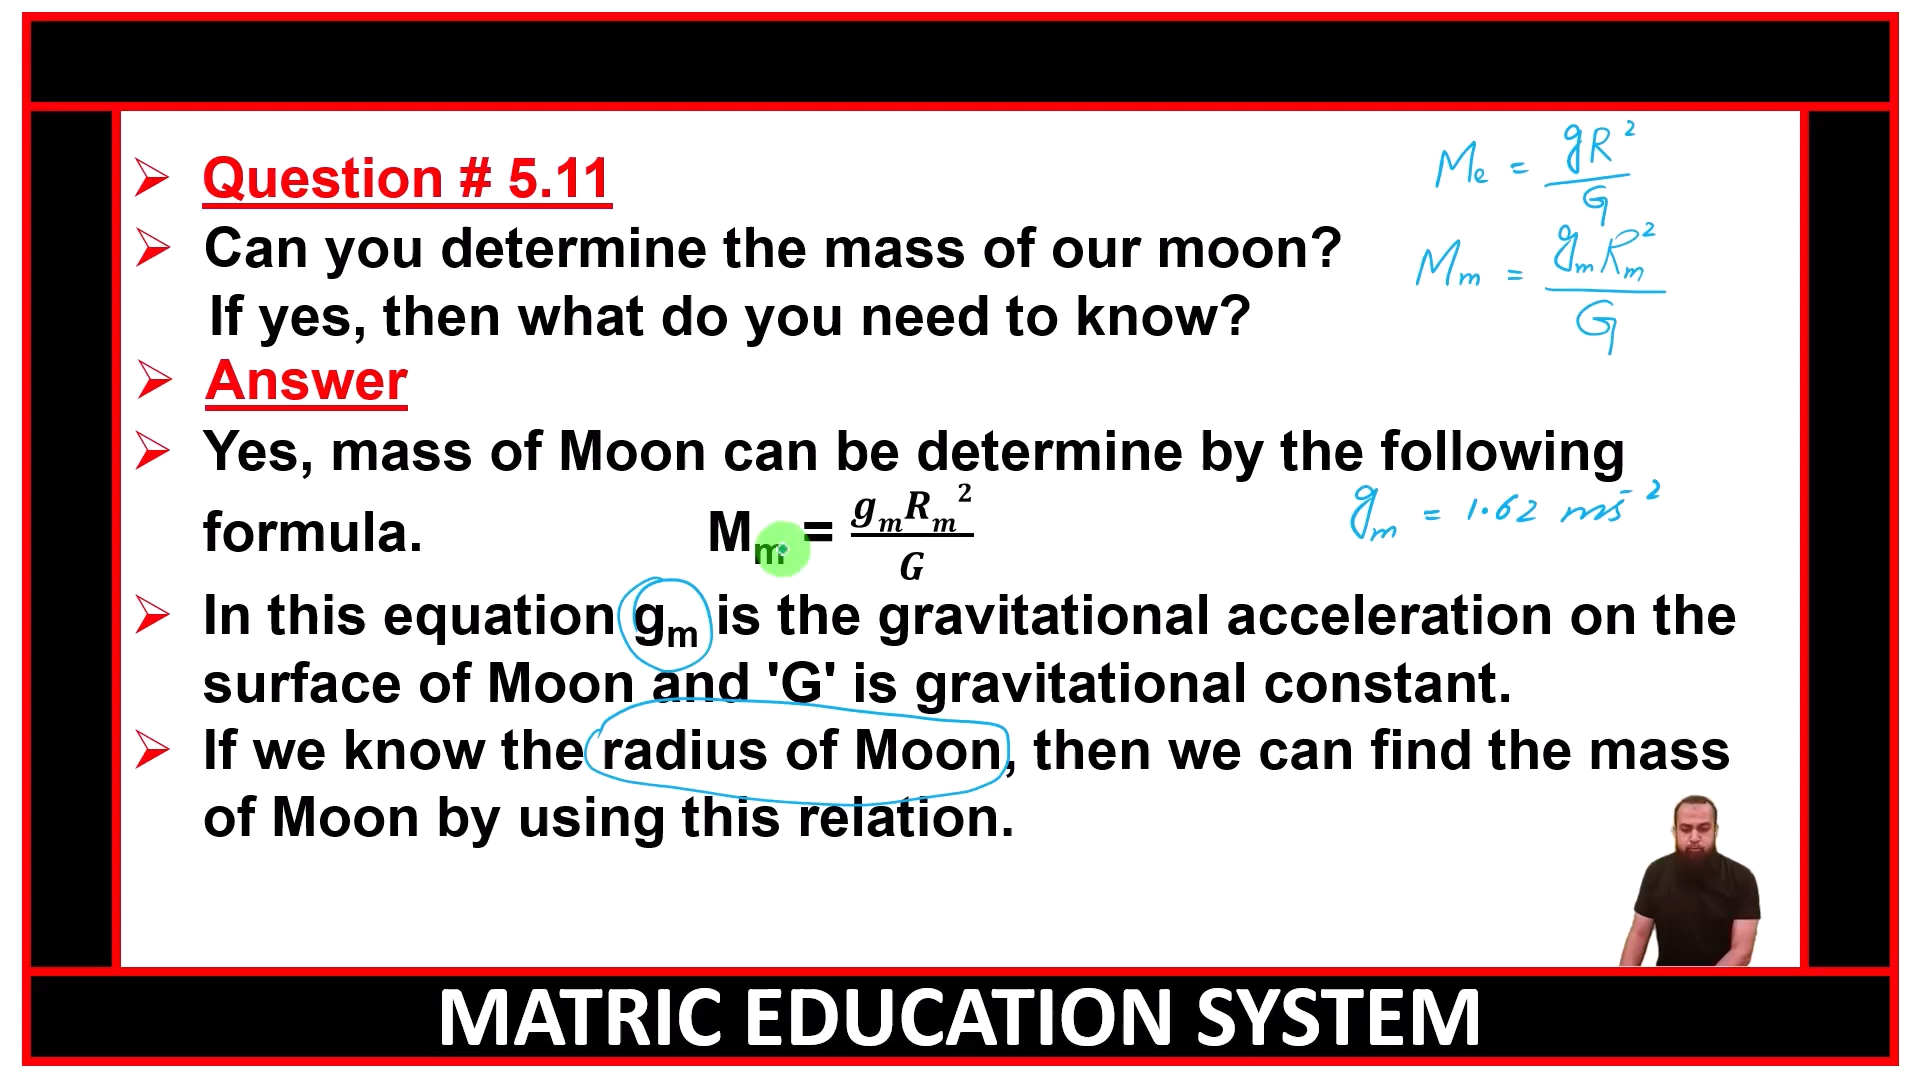 Question # 5.11
Can you determine the mass of our moon?
If yes, then what do you need to know?
Mₑ = gR² / G
Mₘ = gₘRₘ² / G
Answer
Yes, mass of Moon can be determine by the following
formula. Mₘ = gₘRₘ² / G
gₘ = 1.62 ms⁻²
In this equation gₘ is the gravitational acceleration on the
surface of Moon and 'G' is gravitational constant.
If we know the radius of Moon, then we can find the mass
of Moon by using this relation.
MATRIC EDUCATION SYSTEM